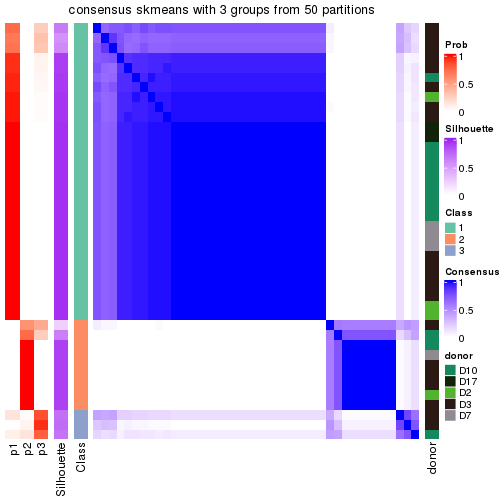 consensus skmeans with 3 groups from 50 partitions
Prob
1
0.5
0
Silhouette
1
0.5
0
Class
1
2
3
Consensus
1
0.5
0
donor
D10
D17
D2
D3
D7
p1
p2
p3
Silhouette
Class
donor